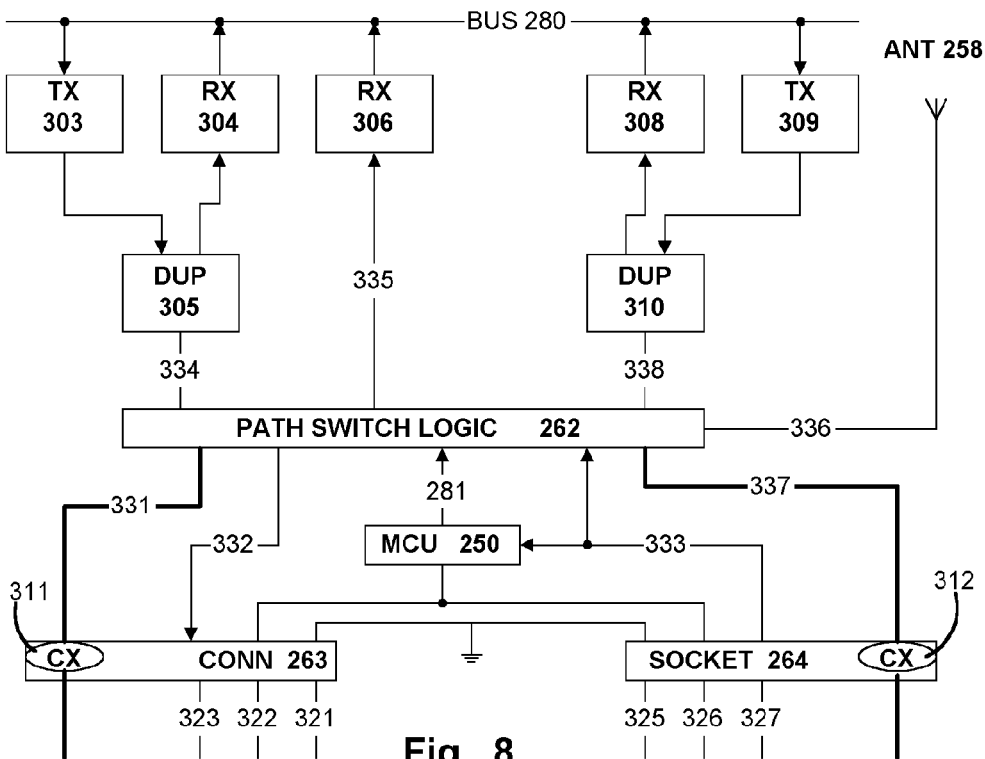 BUS 280
ANT 258
TX
303
RX
304
RX
306
RX
308
TX
309
DUP
305
335
DUP
310
334
338
PATH SWITCH LOGIC 262
336
331
281
337
332
MCU 250
333
311
312
CX
CONN 263
SOCKET 264
CX
323
322
321
325
326
327
Fig. 8